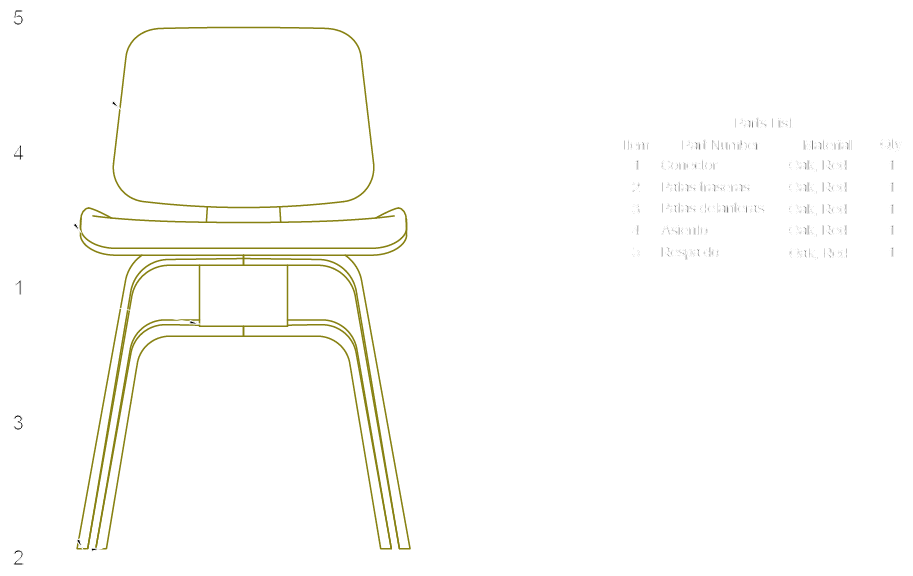 5
4
1
3
2
Parts List
Item Part Number Material Qty
1 Conector Oak, Red 1
2 Patas traseras Oak, Red 1
3 Patas delanteras Oak, Red 1
4 Asiento Oak, Red 1
5 Respaldo Oak, Red 1